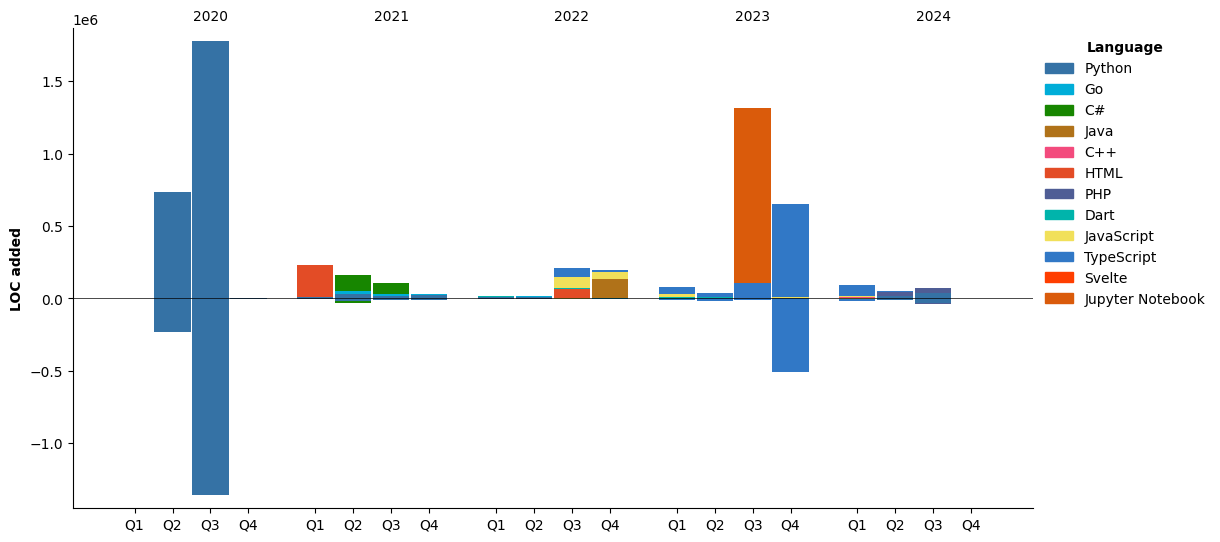 1e6
2020 2021 2022 2023 2024
Language
Python
Go
C#
Java
C++
HTML
PHP
Dart
JavaScript
TypeScript
Svelte
Jupyter Notebook
LOC added
1.5
1.0
0.5
0.0
−0.5
−1.0
Q1 Q2 Q3 Q4 Q1 Q2 Q3 Q4 Q1 Q2 Q3 Q4 Q1 Q2 Q3 Q4 Q1 Q2 Q3 Q4